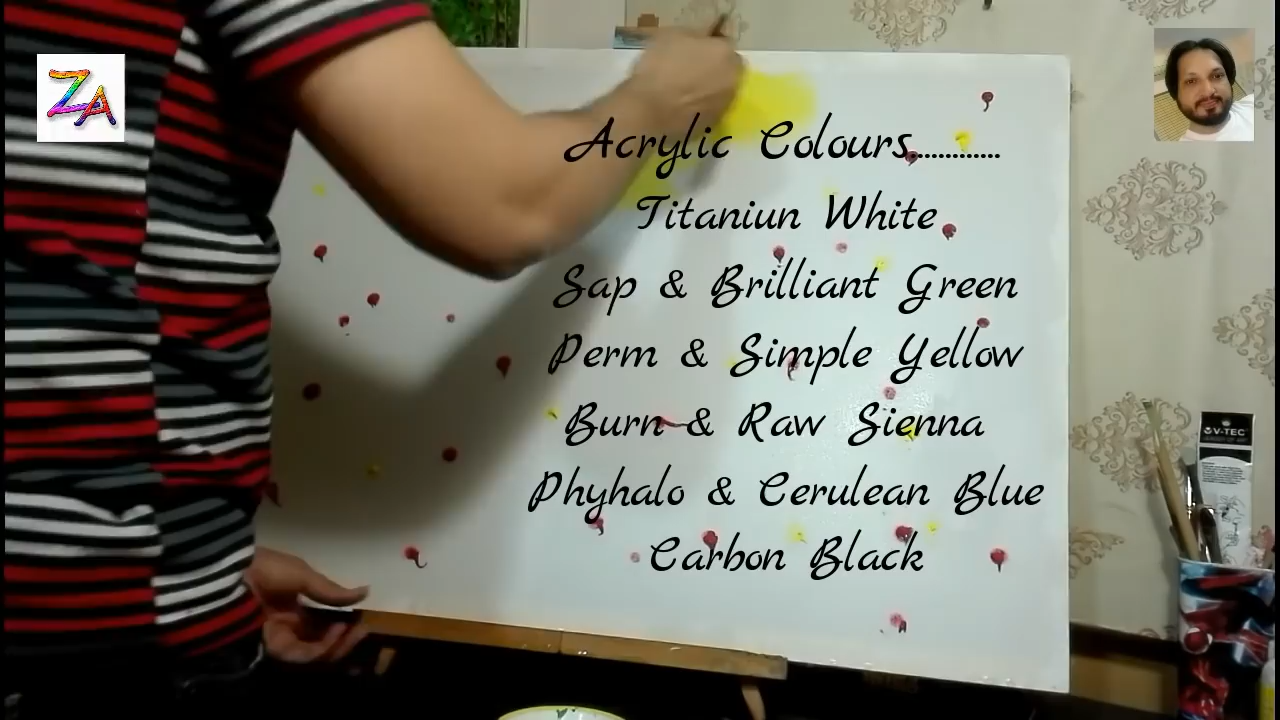 ZA
Acrylic Colours.............
Titaniun White
Sap & Brilliant Green
Perm & Simple Yellow
Burn & Raw Sienna
Phyhalo & Cerulean Blue
Carbon Black
V-TEC